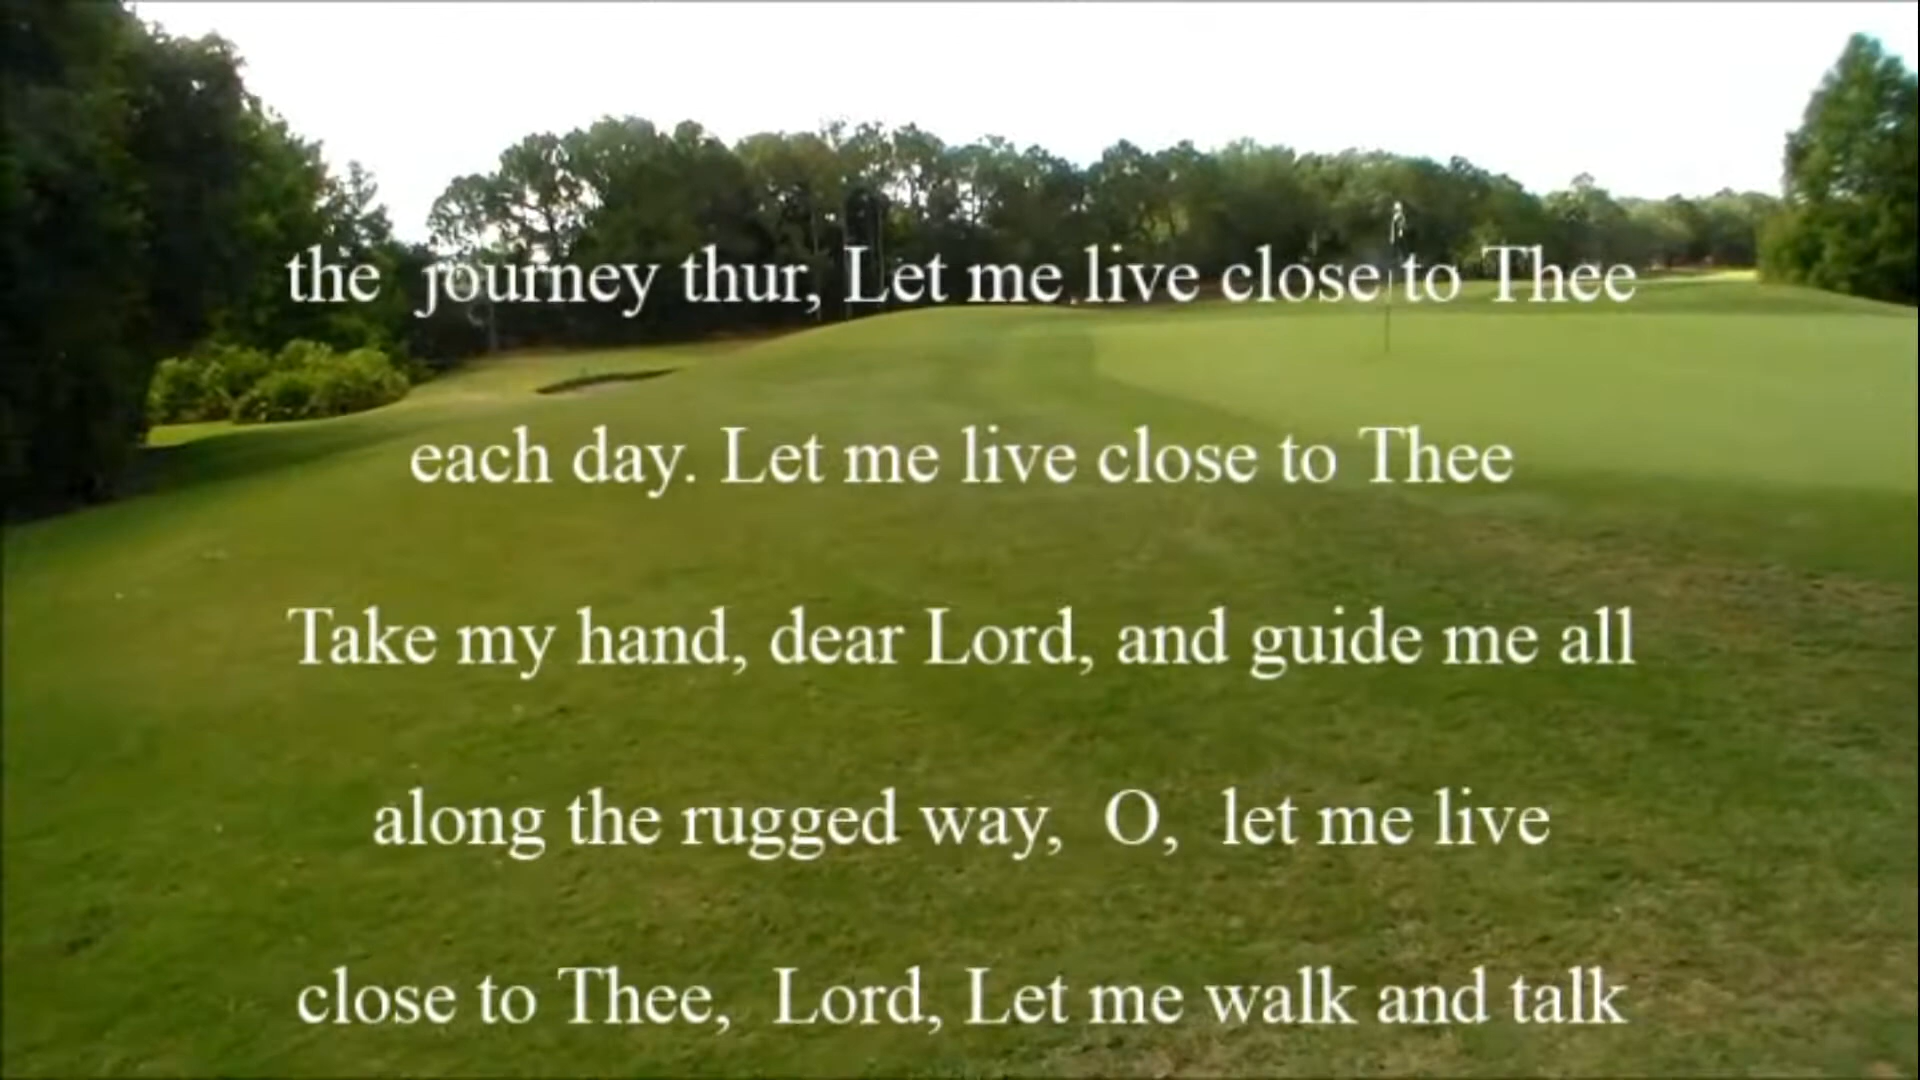 the  journey thur, Let me live close to Thee
each day. Let me live close to Thee
Take my hand, dear Lord, and guide me all
along the rugged way,  O,  let me live
close to Thee,  Lord, Let me walk and talk